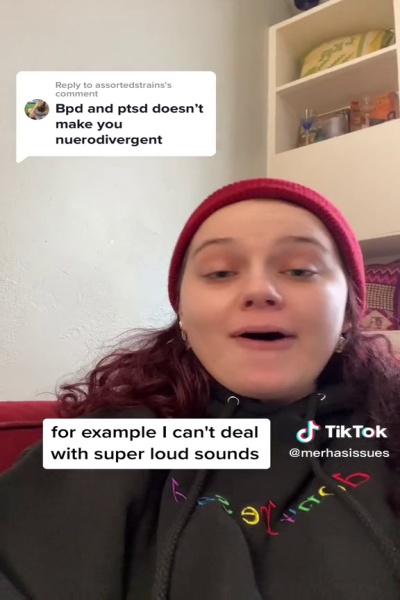 Reply to assortedstrains's
comment
Bpd and ptsd doesn't
make you
nuerodivergent
for example I can't deal
with super loud sounds
TikTok
@merhasissues